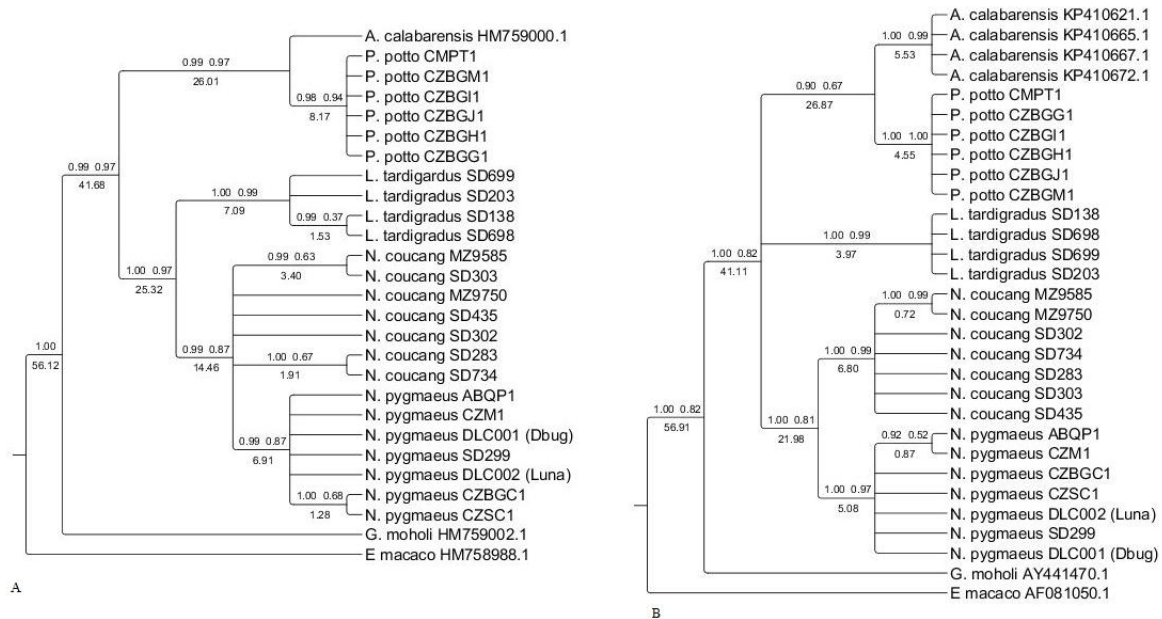 A. calabarensis HM759000.1
0.99 0.97
26.01
P. potto CMPT1
P. potto CZBGM1
0.98 0.94
P. potto CZBGI1
8.17
P. potto CZBGJ1
P. potto CZBGH1
P. potto CZBGG1
0.99 0.97
41.68
L. tardigardus SD699
1.00 0.99
7.09
L. tardigradus SD203
0.99 0.37
L. tardigradus SD138
1.53
L. tardigradus SD698
1.00 0.97
25.32
0.99 0.63
N. coucang MZ9585
3.40
N. coucang SD303
N. coucang MZ9750
N. coucang SD435
N. coucang SD302
0.99 0.87
14.46
1.00 0.67
N. coucang SD283
1.91
N. coucang SD734
1.00
56.12
N. pygmaeus ABQP1
N. pygmaeus CZM1
N. pygmaeus DLC001 (Dbug)
0.99 0.87
6.91
N. pygmaeus SD299
N. pygmaeus DLC002 (Luna)
1.00 0.68
N. pygmaeus CZBGC1
1.28
N. pygmaeus CZSC1
G. moholi HM759002.1
E macaco HM758988.1
A
A. calabarensis KP410621.1
1.00 0.99
A. calabarensis KP410665.1
5.53
A. calabarensis KP410667.1
A. calabarensis KP410672.1
0.90 0.67
26.87
P. potto CMPT1
P. potto CZBGG1
1.00 1.00
P. potto CZBGI1
4.55
P. potto CZBGH1
P. potto CZBGJ1
P. potto CZBGM1
L. tardigradus SD138
1.00 0.99
L. tardigradus SD698
3.97
L. tardigradus SD699
L. tardigradus SD203
1.00 0.82
41.11
1.00 0.99
N. coucang MZ9585
0.72
N. coucang MZ9750
N. coucang SD302
1.00 0.99
6.80
N. coucang SD734
N. coucang SD283
N. coucang SD303
N. coucang SD435
1.00 0.81
21.98
0.92 0.52
N. pygmaeus ABQP1
0.87
N. pygmaeus CZM1
N. pygmaeus CZBGC1
1.00 0.97
5.08
N. pygmaeus CZSC1
N. pygmaeus DLC002 (Luna)
N. pygmaeus SD299
N. pygmaeus DLC001 (Dbug)
1.00 0.82
56.91
G. moholi AY441470.1
E macaco AF081050.1
B